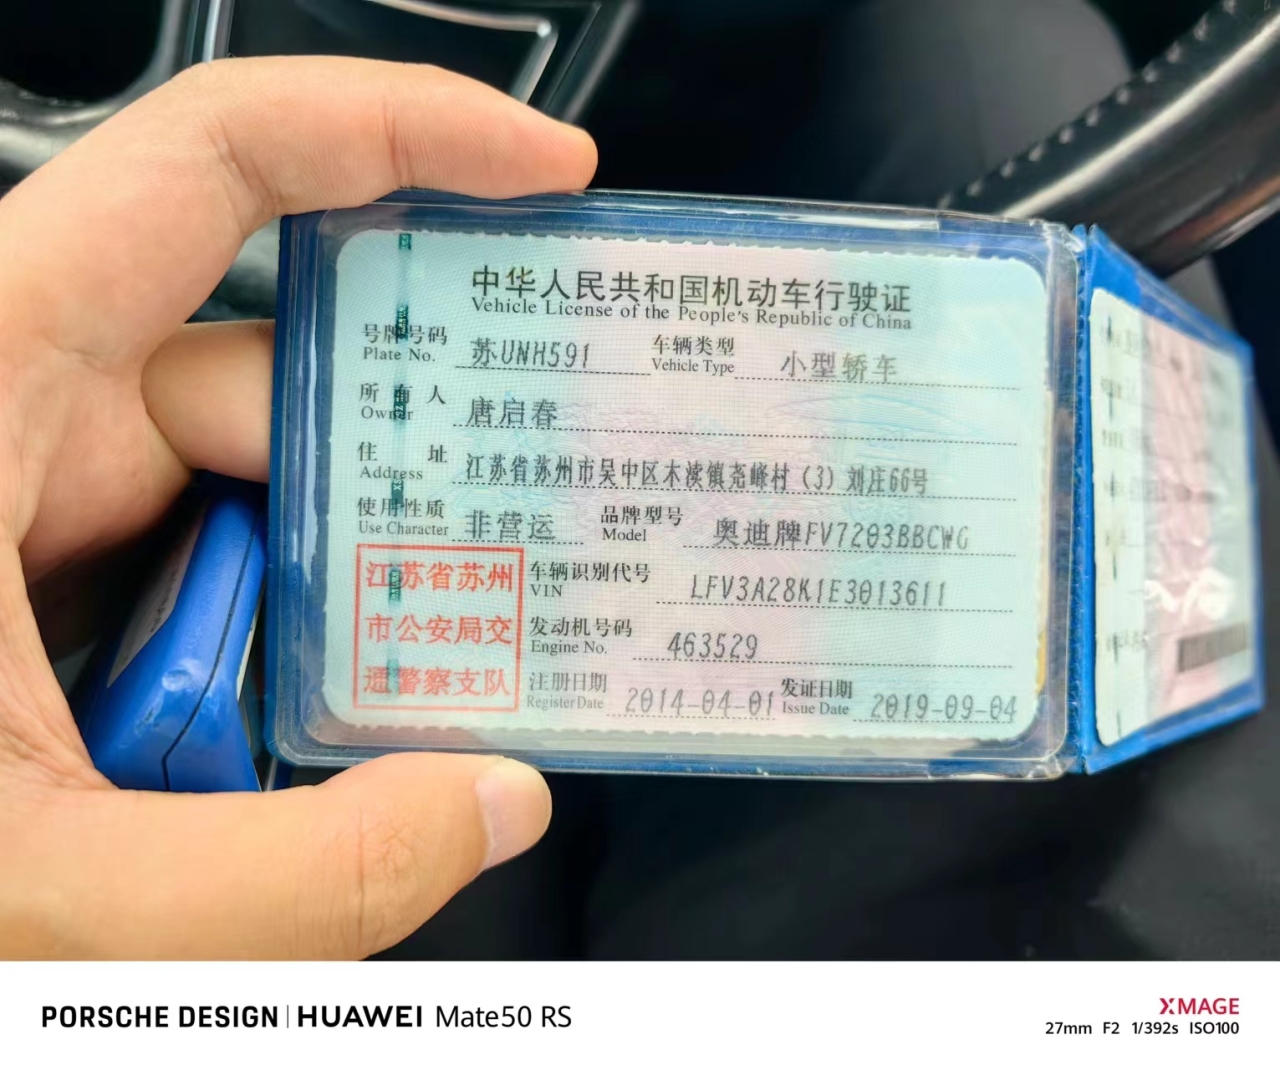 中华人民共和国机动车行驶证
Vehicle License of the People's Republic of China
号牌号码 苏UNH591 车辆类型 小型轿车
Plate No. Vehicle Type
所有人 唐启春
Owner
住址 江苏省苏州市吴中区木渎镇尧峰村（3）刘庄66号
Address
使用性质 非营运 品牌型号 奥迪牌FV7203BBCWG
Use Character Model
江苏省苏州
市公安局交
通警察支队
车辆识别代号 LFV3A28K1E3013611
VIN
发动机号码 463529
Engine No.
注册日期 2014-04-01 发证日期 2019-09-04
Register Date Issue Date
PORSCHE DESIGN | HUAWEI Mate50 RS
XMAGE
27mm F2 1/392s ISO100